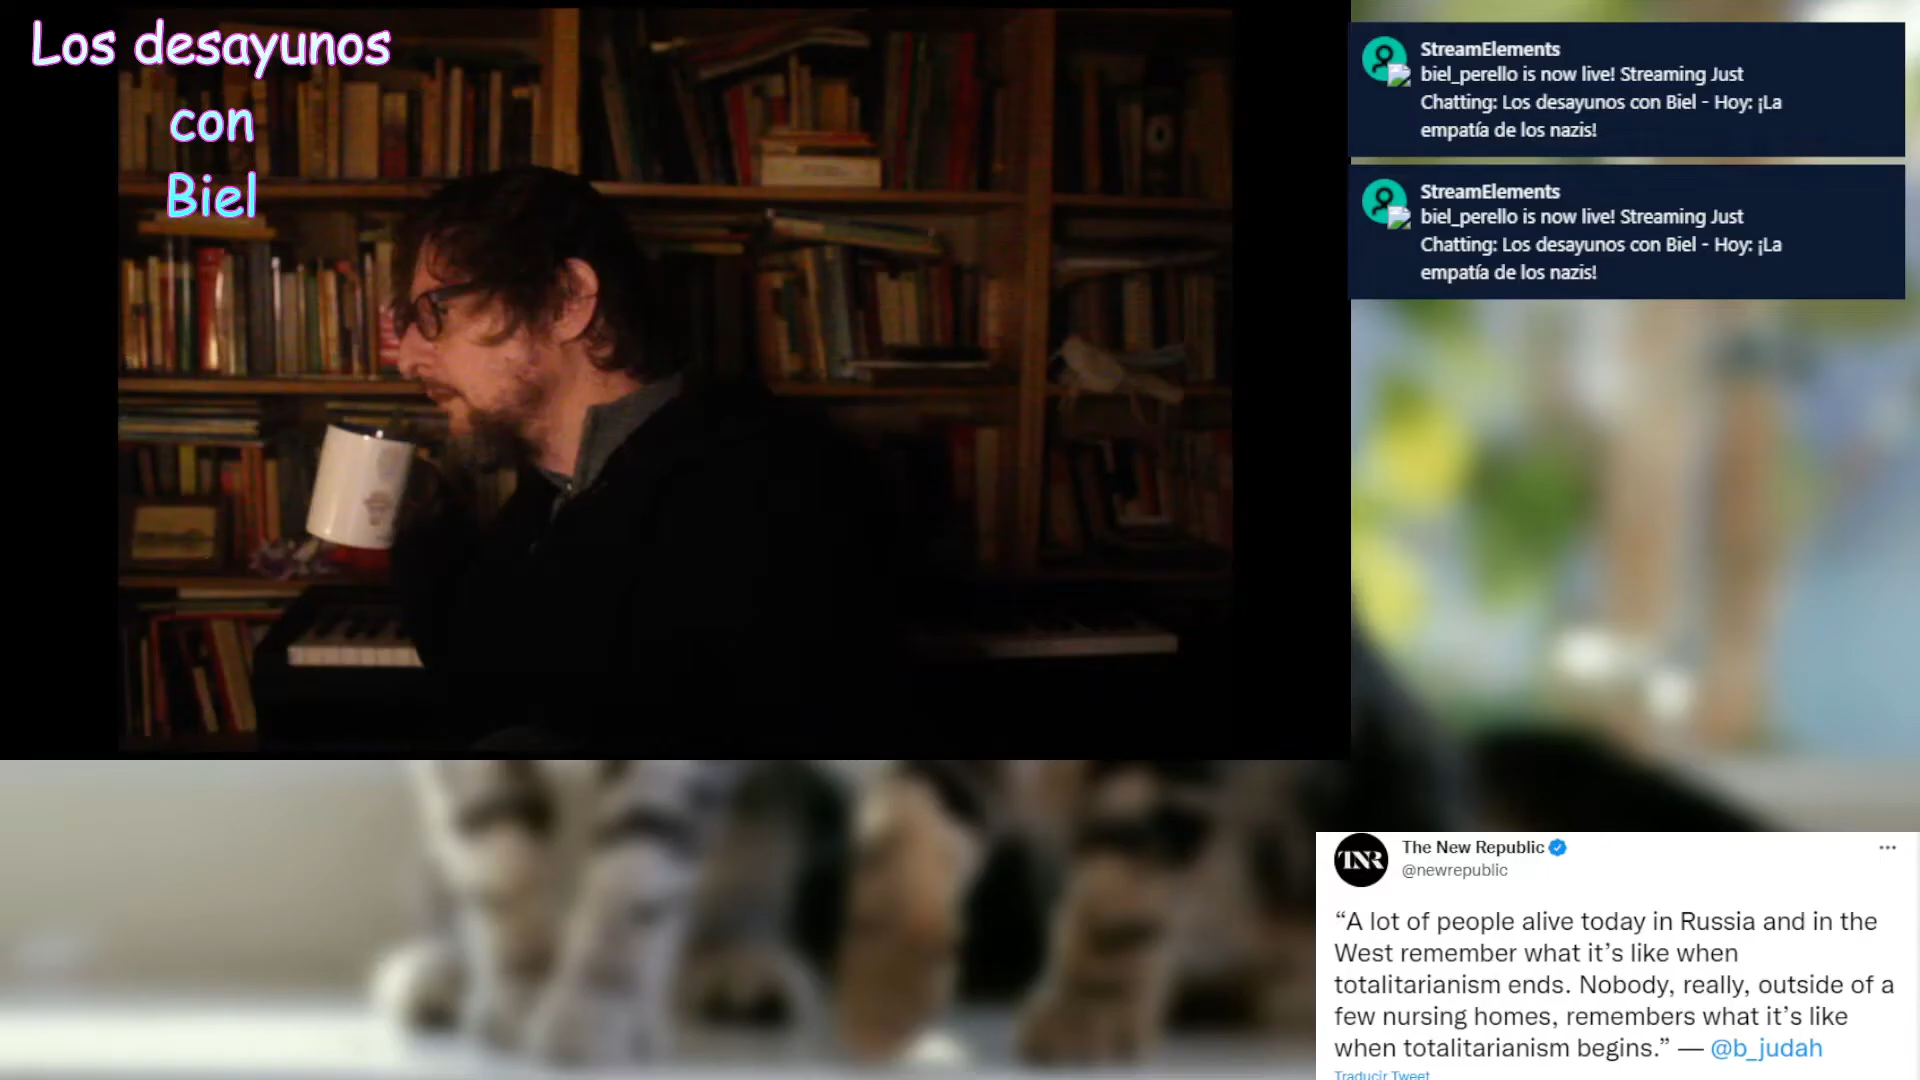 Los desayunos
con
Biel
StreamElements
biel_perello is now live! Streaming Just
Chatting: Los desayunos con Biel - Hoy: ¡La
empatía de los nazis!
StreamElements
biel_perello is now live! Streaming Just
Chatting: Los desayunos con Biel - Hoy: ¡La
empatía de los nazis!
TNR
The New Republic
@newrepublic
“A lot of people alive today in Russia and in the
West remember what it’s like when
totalitarianism ends. Nobody, really, outside of a
few nursing homes, remembers what it’s like
when totalitarianism begins.” — @b_judah
Traducir Tweet